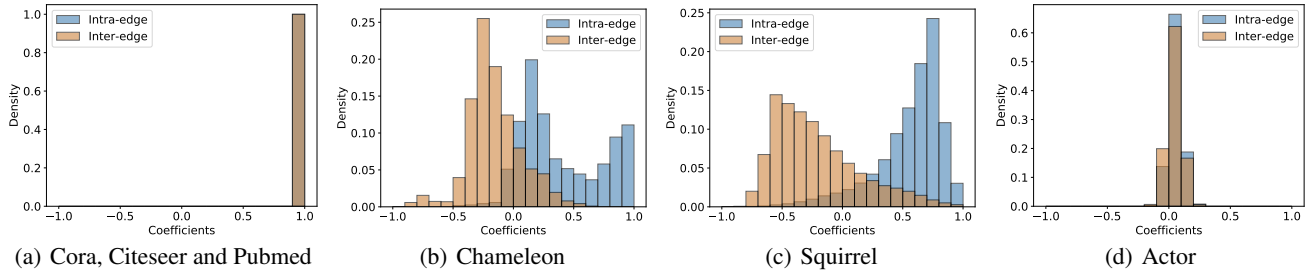 Intra-edge
Inter-edge
Density
1.0
0.8
0.6
0.4
0.2
0.0
−1.0 −0.5 0.0 0.5 1.0
Coefficients
(a) Cora, Citeseer and Pubmed
Intra-edge
Inter-edge
Density
0.25
0.20
0.15
0.10
0.05
0.00
−1.0 −0.5 0.0 0.5 1.0
Coefficients
(b) Chameleon
Intra-edge
Inter-edge
Density
0.25
0.20
0.15
0.10
0.05
0.00
−1.0 −0.5 0.0 0.5 1.0
Coefficients
(c) Squirrel
Intra-edge
Inter-edge
Density
0.6
0.5
0.4
0.3
0.2
0.1
0.0
−1.0 −0.5 0.0 0.5 1.0
Coefficients
(d) Actor